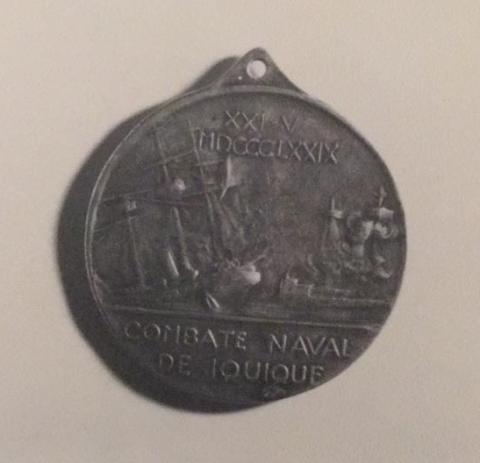 XXI·V
MDCCCLXXIX
COMBATE NAVAL
DE IQUIQUE